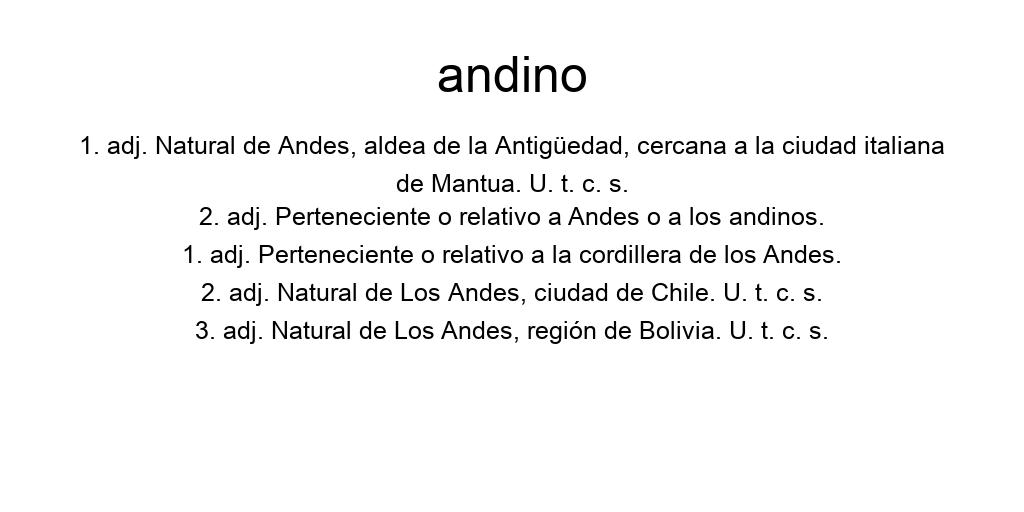 andino
1. adj. Natural de Andes, aldea de la Antigüedad, cercana a la ciudad italiana
de Mantua. U. t. c. s.
2. adj. Perteneciente o relativo a Andes o a los andinos.
1. adj. Perteneciente o relativo a la cordillera de los Andes.
2. adj. Natural de Los Andes, ciudad de Chile. U. t. c. s.
3. adj. Natural de Los Andes, región de Bolivia. U. t. c. s.